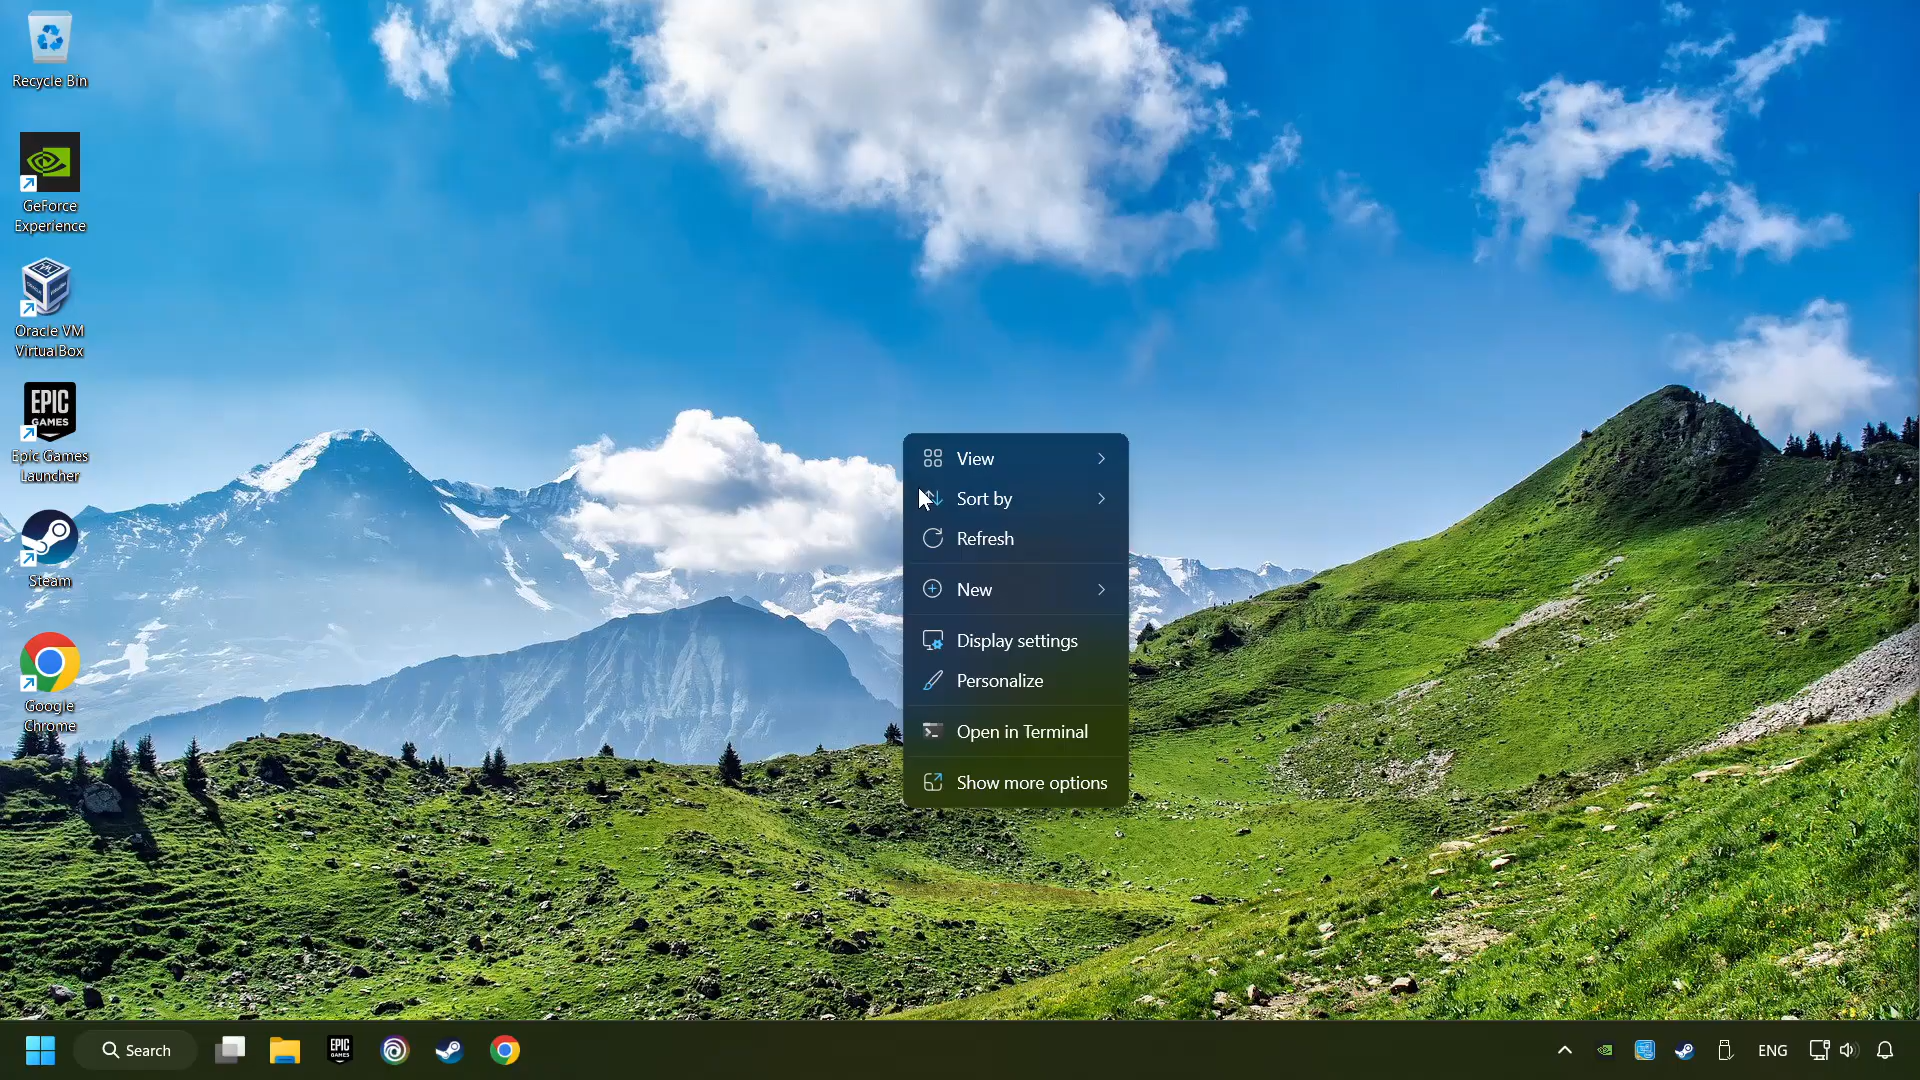 Recycle Bin
GeForce
Experience
Oracle VM
VirtualBox
EPIC
GAMES
Epic Games
Launcher
Steam
Google
Chrome
View
Sort by
Refresh
New
Display settings
Personalize
Open in Terminal
Show more options
Search
EPIC
GAMES
ENG